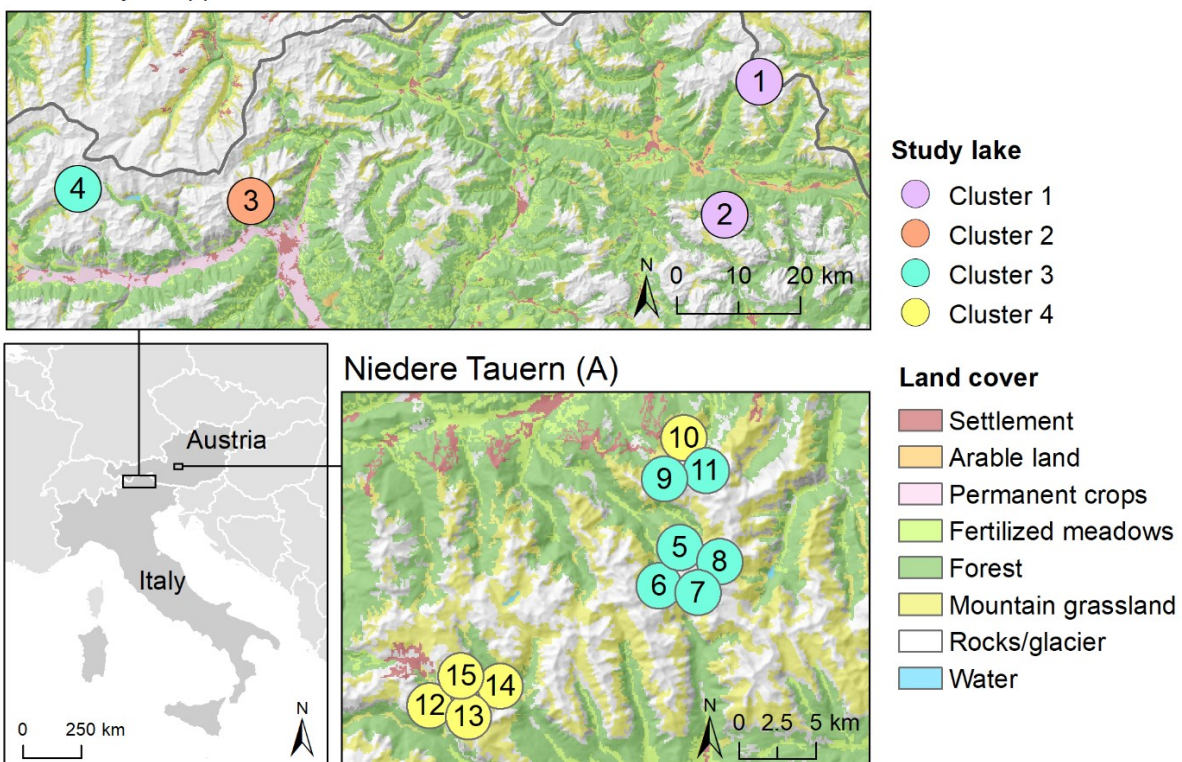 1
4
3
2
N
0 10 20 km
Study lake
Cluster 1
Cluster 2
Cluster 3
Cluster 4
Land cover
Settlement
Arable land
Permanent crops
Fertilized meadows
Forest
Mountain grassland
Rocks/glacier
Water
Austria
Italy
0 250 km
N
Niedere Tauern (A)
10
9 11
5
8
6 7
15
14
12
13
N
0 2.5 5 km